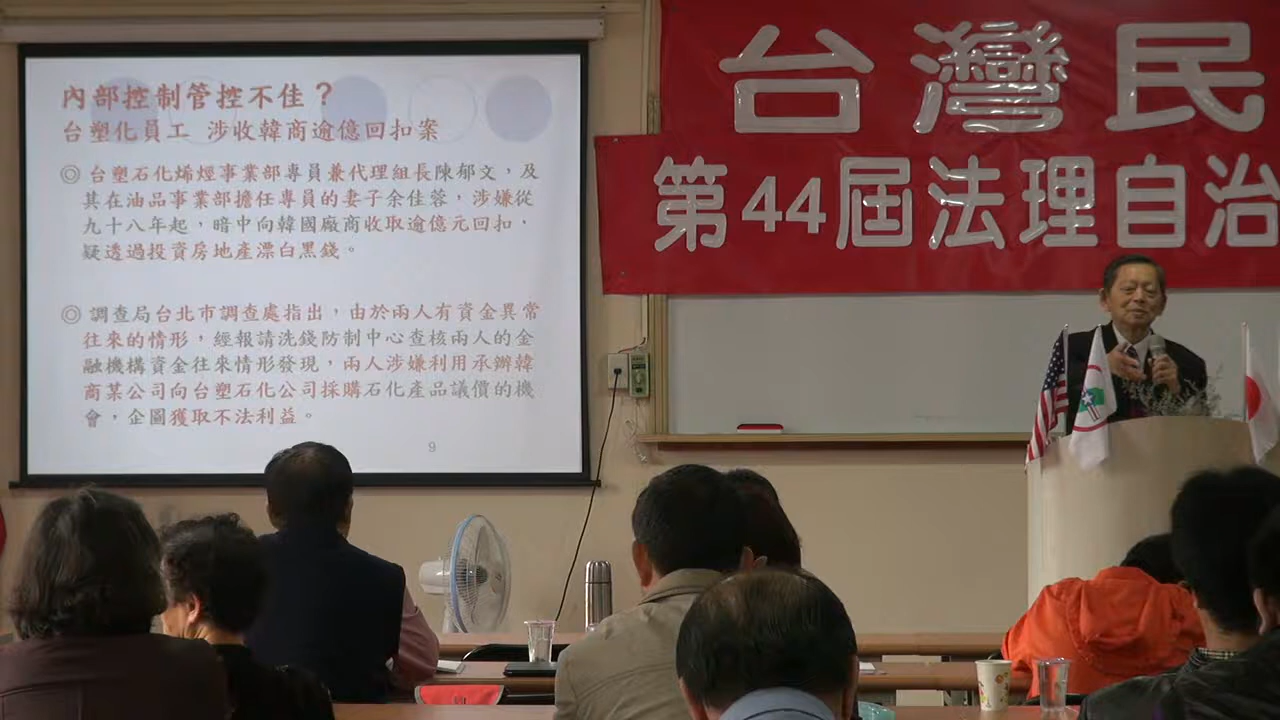 內部控制管控不佳？
台塑化員工 涉收韓商逾億回扣案
◎ 台塑石化烯烴事業部專員兼代理組長陳郁文，及
其在油品事業部擔任專員的妻子余佳蓉，涉嫌從
九十八年起，暗中向韓國廠商收取逾億元回扣，
疑透過投資房地產漂白黑錢。
◎ 調查局台北市調查處指出，由於兩人有資金異常
往來的情形，經報請洗錢防制中心查核兩人的金
融機構資金往來情形發現，兩人涉嫌利用承辦韓
商某公司向台塑石化公司採購石化產品議價的機
會，企圖獲取不法利益。
9
台灣民
第44屆法理自治